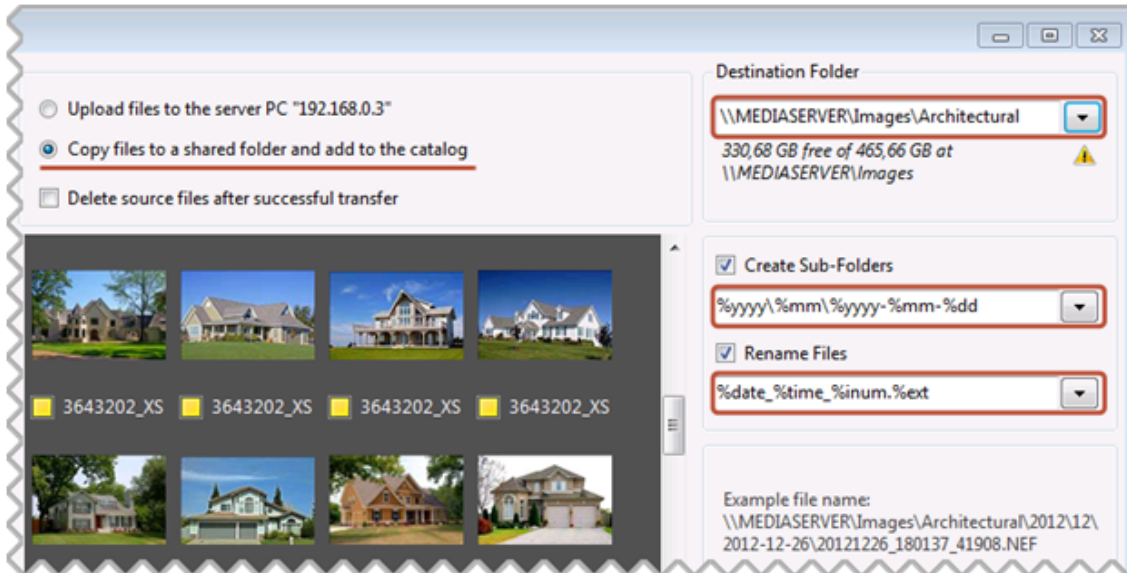 Upload files to the server PC "192.168.0.3"
Copy files to a shared folder and add to the catalog
Delete source files after successful transfer
Destination Folder
\\MEDIASERVER\Images\Architectural
330,68 GB free of 465,66 GB at
\\MEDIASERVER\Images
3643202_XS 3643202_XS 3643202_XS 3643202_XS
Create Sub-Folders
%yyyy\%mm\%yyyy-%mm-%dd
Rename Files
%date_%time_%inum.%ext
Example file name:
\\MEDIASERVER\Images\Architectural\2012\12\
2012-12-26\20121226_180137_41908.NEF